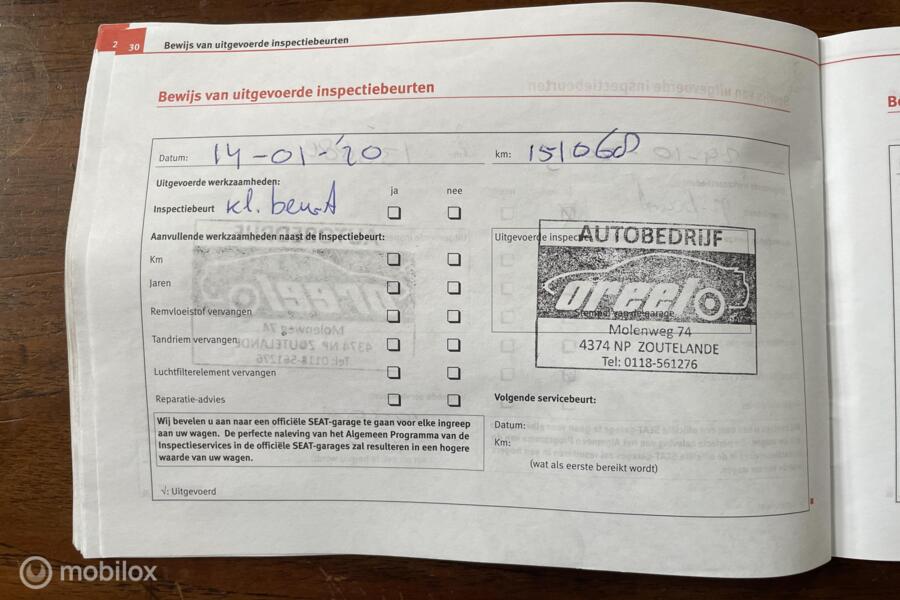 2 30 Bewijs van uitgevoerde inspectiebeurten
Bewijs van uitgevoerde inspectiebeurten
Datum: 14-01-'20 km: 151060
Uitgevoerde werkzaamheden:
ja nee
Inspectiebeurt kl. beurt
Aanvullende werkzaamheden naast de Inspectiebeurt:
Km
Jaren
Remvloeistof vervangen
Tandriem vervangen
Luchtfilterelement vervangen
Reparatie-advies
Wij bevelen u aan naar een officiële SEAT-garage te gaan voor elke ingreep
aan uw wagen. De perfecte naleving van het Algemeen Programma van de
Inspectieservices in de officiële SEAT-garages zal resulteren in een hogere
waarde van uw wagen.
√: Uitgevoerd
Uitgevoerde inspectie
AUTOBEDRIJF
oreel
Stempel van de garage
Molenweg 74
4374 NP ZOUTELANDE
Tel: 0118-561276
Volgende servicebeurt:
Datum:
Km:
(wat als eerste bereikt wordt)
mobilox